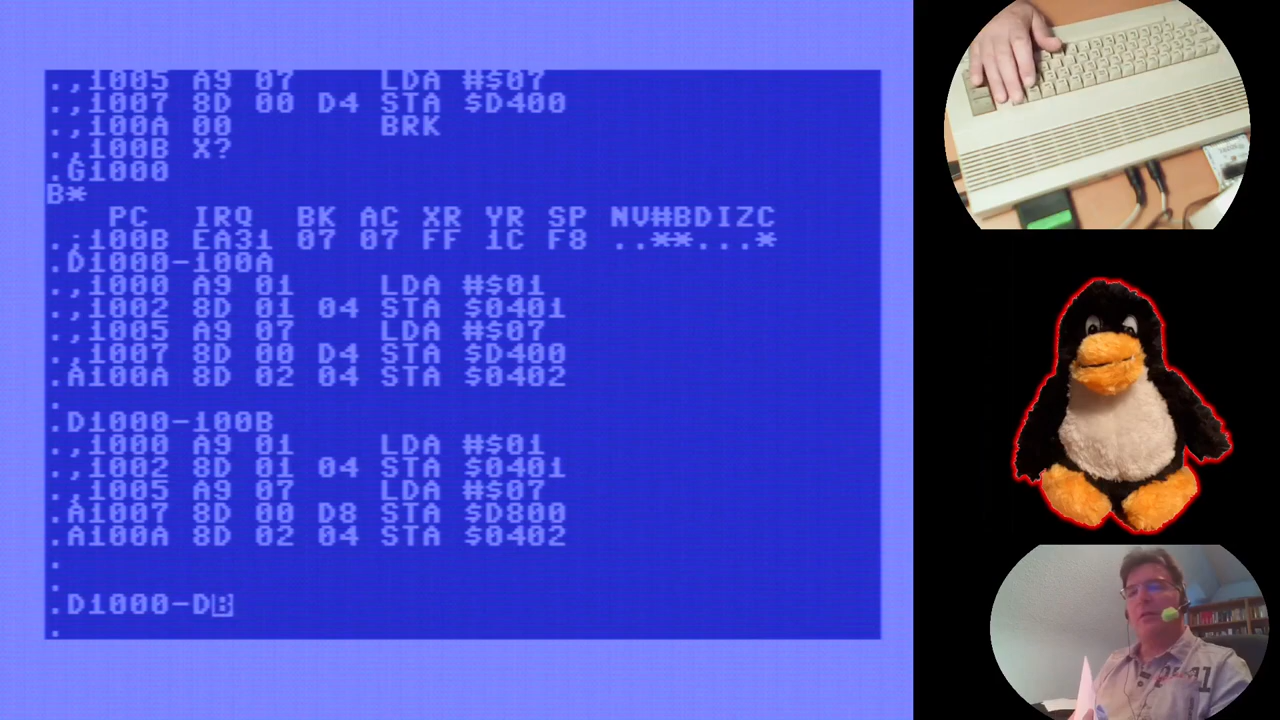 .,1005 A9 07    LDA #$07
.,1007 8D 00 D4 STA $D400
.,100A 00       BRK
.,100B X?
.G1000
B*
   PC  IRQ  BK AC XR YR SP NV#BDIZC
.;100B EA31 07 07 FF 1C F8 ..**...*
.D1000-100A
.,1000 A9 01    LDA #$01
.,1002 8D 01 04 STA $0401
.,1005 A9 07    LDA #$07
.,1007 8D 00 D4 STA $D400
.A100A 8D 02 04 STA $0402
.
.D1000-100B
.,1000 A9 01    LDA #$01
.,1002 8D 01 04 STA $0401
.,1005 A9 07    LDA #$07
.A1007 8D 00 D8 STA $D800
.A100A 8D 02 04 STA $0402
.
.
.D1000-DB
.